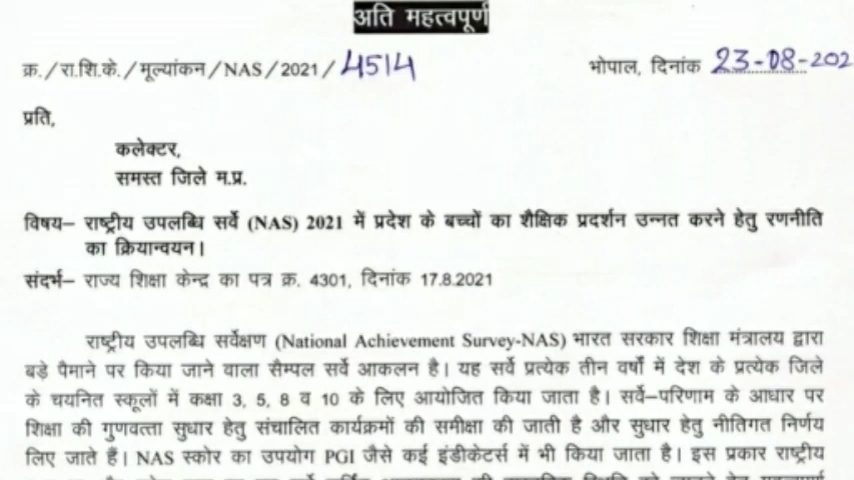 अति महत्वपूर्ण
क्र./रा.शि.के./मूल्यांकन/NAS/2021/ 4514 भोपाल, दिनांक 23-08-202
प्रति,
कलेक्टर,
समस्त जिले म.प्र.
विषय– राष्ट्रीय उपलब्धि सर्वे (NAS) 2021 में प्रदेश के बच्चों का शैक्षिक प्रदर्शन उन्नत करने हेतु रणनीति
का क्रियान्वयन।
संदर्भ– राज्य शिक्षा केन्द्र का पत्र क्र. 4301, दिनांक 17.8.2021
राष्ट्रीय उपलब्धि सर्वेक्षण (National Achievement Survey-NAS) भारत सरकार शिक्षा मंत्रालय द्वारा
बड़े पैमाने पर किया जाने वाला सैम्पल सर्वे आकलन है। यह सर्वे प्रत्येक तीन वर्षों में देश के प्रत्येक जिले
के चयनित स्कूलों में कक्षा 3, 5, 8 व 10 के लिए आयोजित किया जाता है। सर्वे–परिणाम के आधार पर
शिक्षा की गुणवत्ता सुधार हेतु संचालित कार्यक्रमों की समीक्षा की जाती है और सुधार हेतु नीतिगत निर्णय
लिए जाते हैं। NAS स्कोर का उपयोग PGI जैसे कई इंडीकेटर्स में भी किया जाता है। इस प्रकार राष्ट्रीय